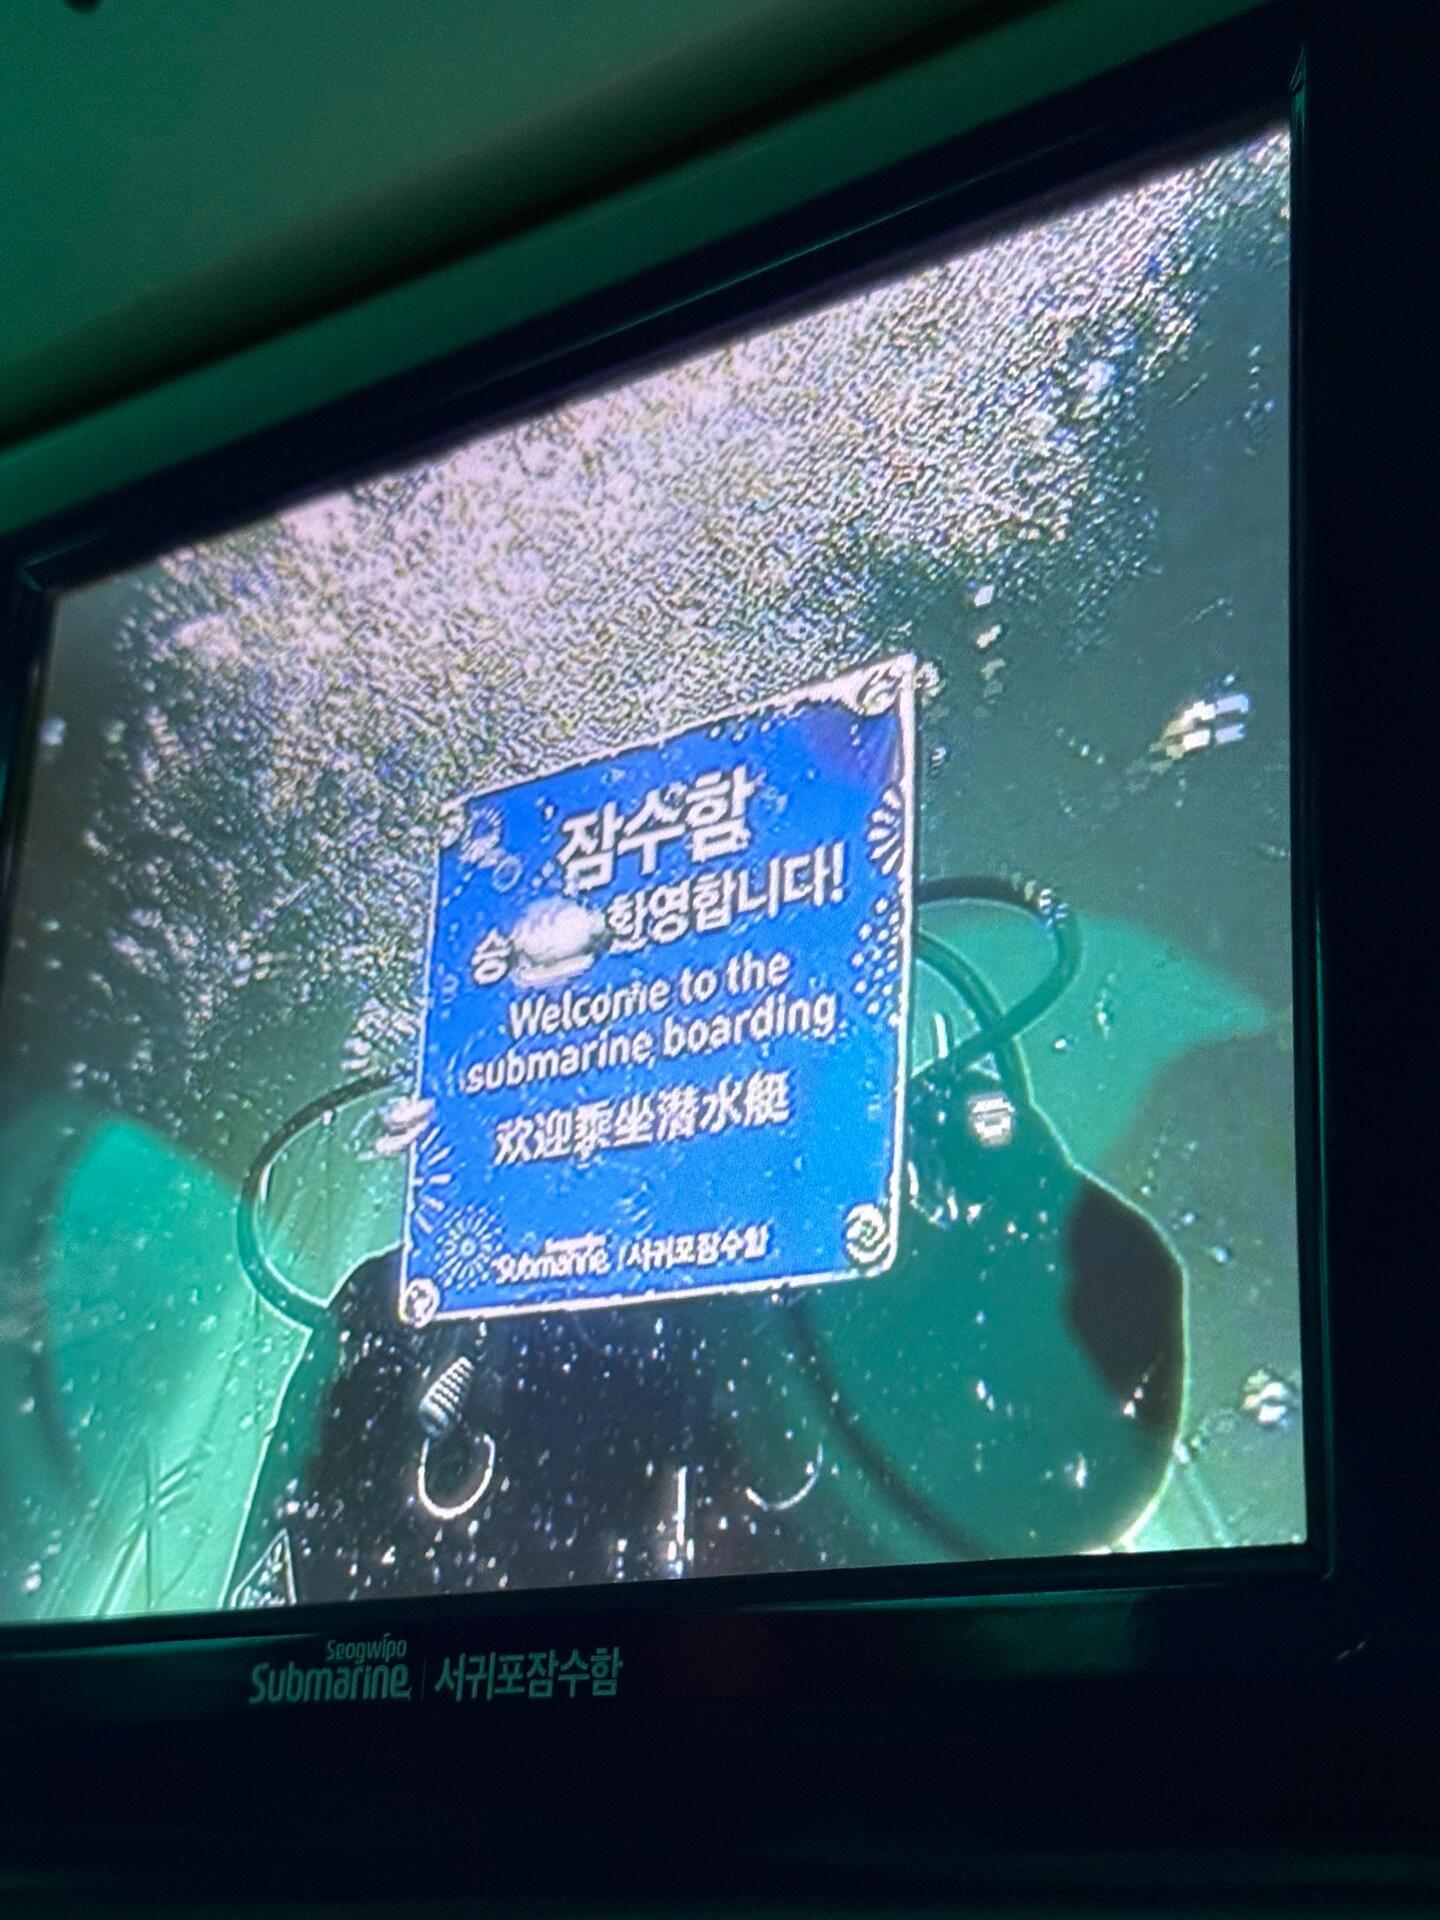 잠수함
환영합니다!
Welcome to the
submarine boarding
欢迎乘坐潜水艇
Submarine 서귀포잠수함
Seogwipo
Submarine 서귀포잠수함